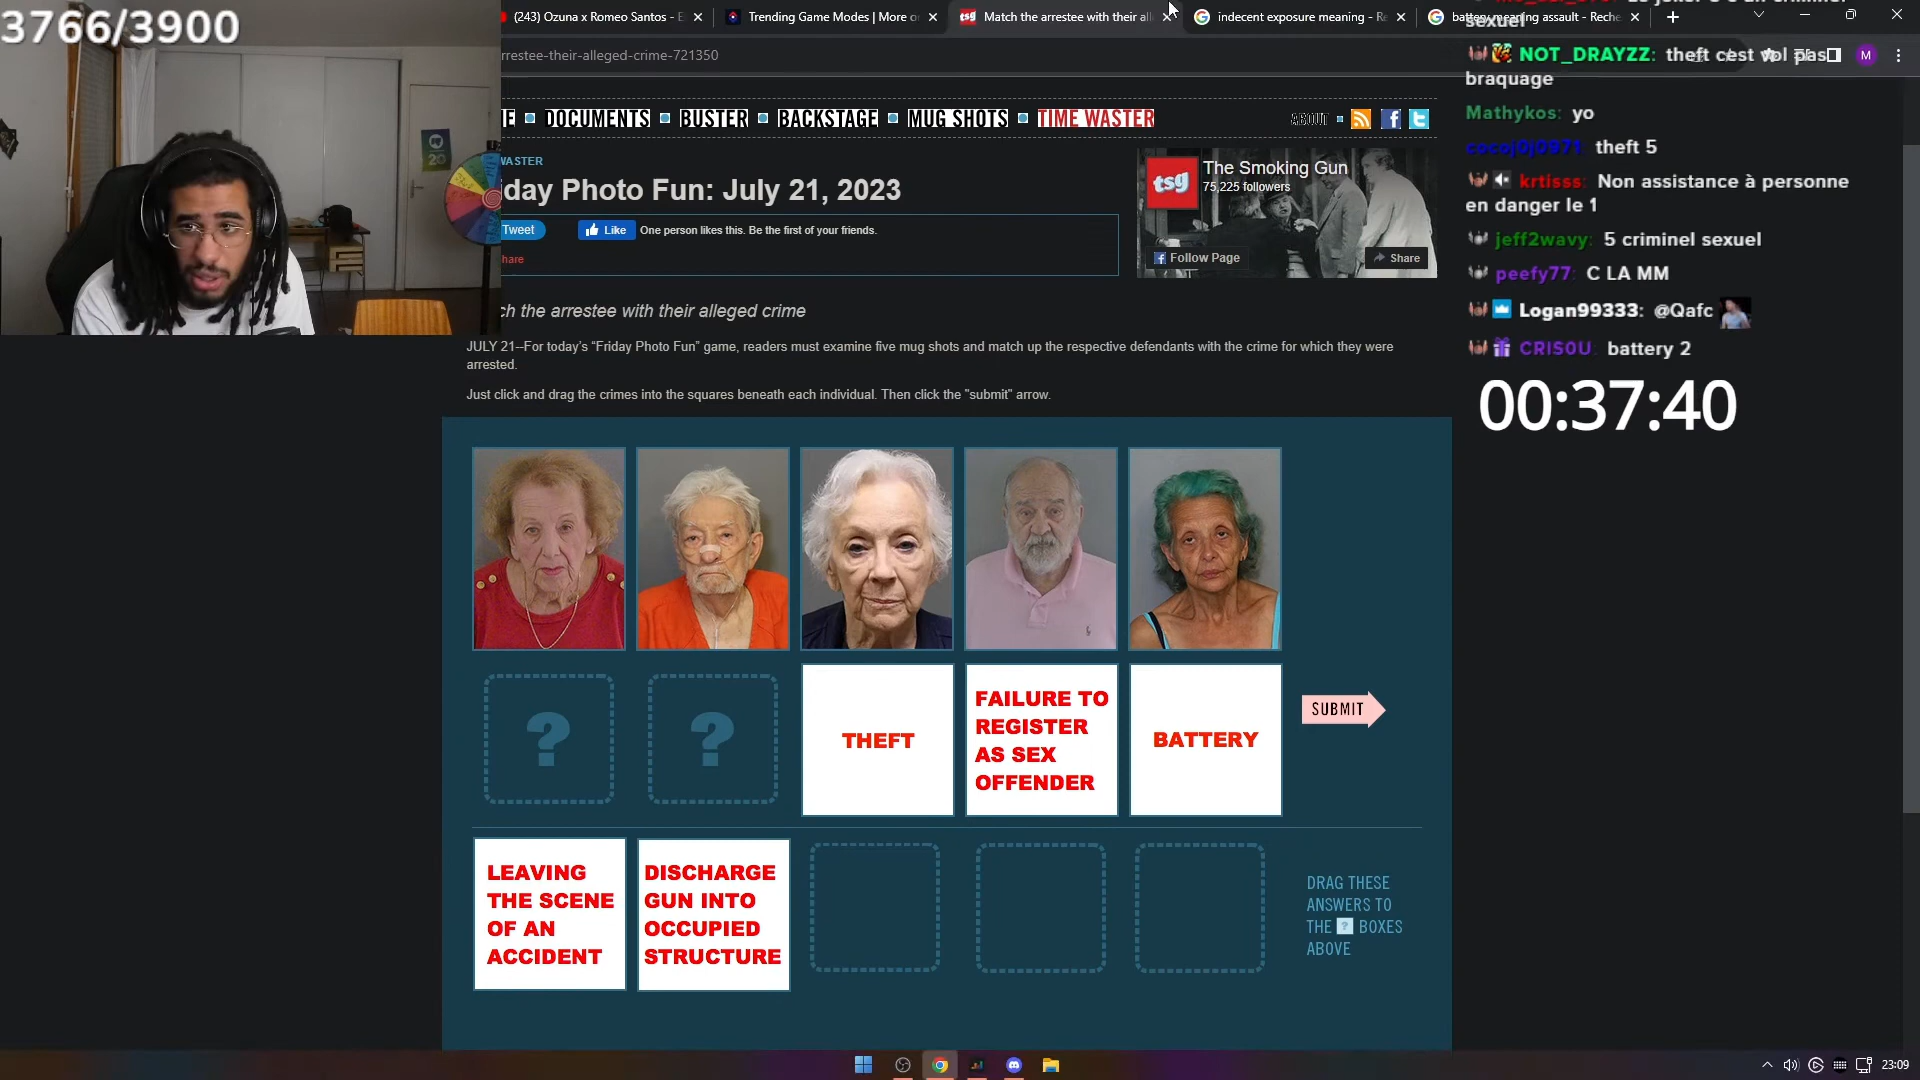 3766/3900
(243) Ozuna x Romeo Santos - E
Trending Game Modes | More o
Match the arrestee with their all
indecent exposure meaning - Re
battery meaning assault - Reche
rrestee-their-alleged-crime-721350
M
sexuel
NOT_DRAYZZ: theft cest vol pas
braquage
Mathykos: yo
cocoj0j0971: theft 5
krtisss: Non assistance à personne
en danger le 1
jeff2wavy: 5 criminel sexuel
peefy77: C LA MM
Logan99333: @Qafc
CRIS0U: battery 2
00:37:40
E DOCUMENTS BUSTER BACKSTAGE MUG SHOTS TIME WASTER
ABOUT
WASTER
iday Photo Fun: July 21, 2023
Tweet
Like
One person likes this. Be the first of your friends.
hare
tsg
The Smoking Gun
75,225 followers
Follow Page
Share
20
ch the arrestee with their alleged crime
JULY 21--For today's “Friday Photo Fun” game, readers must examine five mug shots and match up the respective defendants with the crime for which they were
arrested.
Just click and drag the crimes into the squares beneath each individual. Then click the "submit" arrow.
?
?
THEFT
FAILURE TO
REGISTER
AS SEX
OFFENDER
BATTERY
SUBMIT
LEAVING
THE SCENE
OF AN
ACCIDENT
DISCHARGE
GUN INTO
OCCUPIED
STRUCTURE
DRAG THESE
ANSWERS TO
THE ? BOXES
ABOVE
23:09